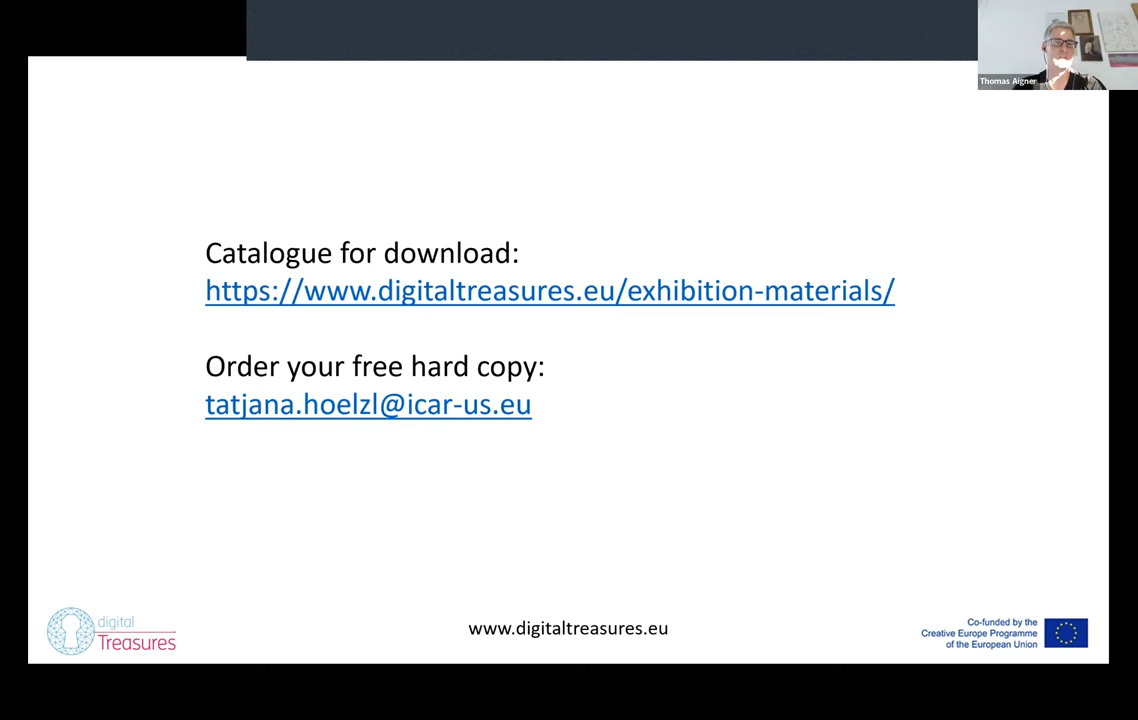 Thomas Aigner
Catalogue for download:
https://www.digitaltreasures.eu/exhibition-materials/
Order your free hard copy:
tatjana.hoelzl@icar-us.eu
digital
Treasures
www.digitaltreasures.eu
Co-funded by the
Creative Europe Programme
of the European Union